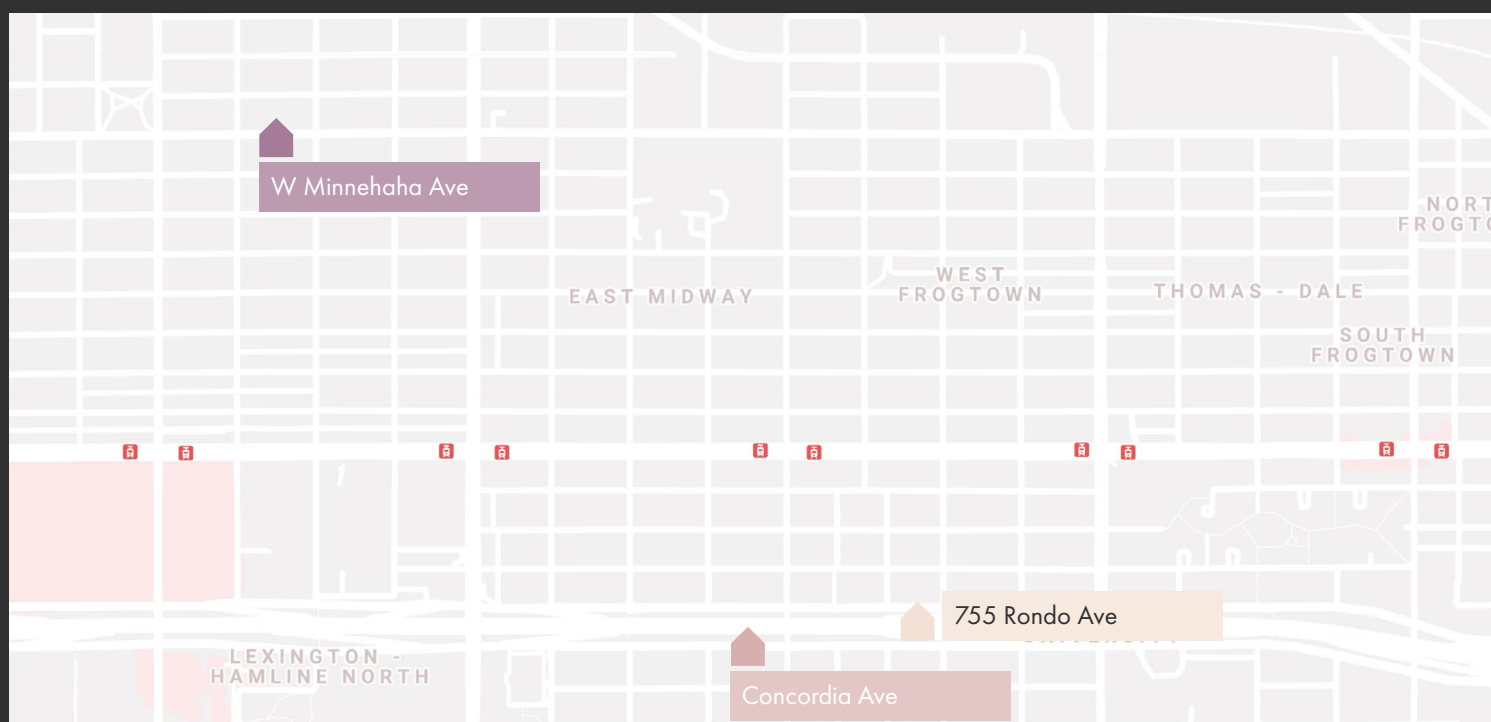 W Minnehaha Ave
NORT
FROGTO
WEST
FROGTOWN
EAST MIDWAY
THOMAS - DALE
SOUTH
FROGTOWN
755 Rondo Ave
LEXINGTON -
HAMLINE NORTH
Concordia Ave